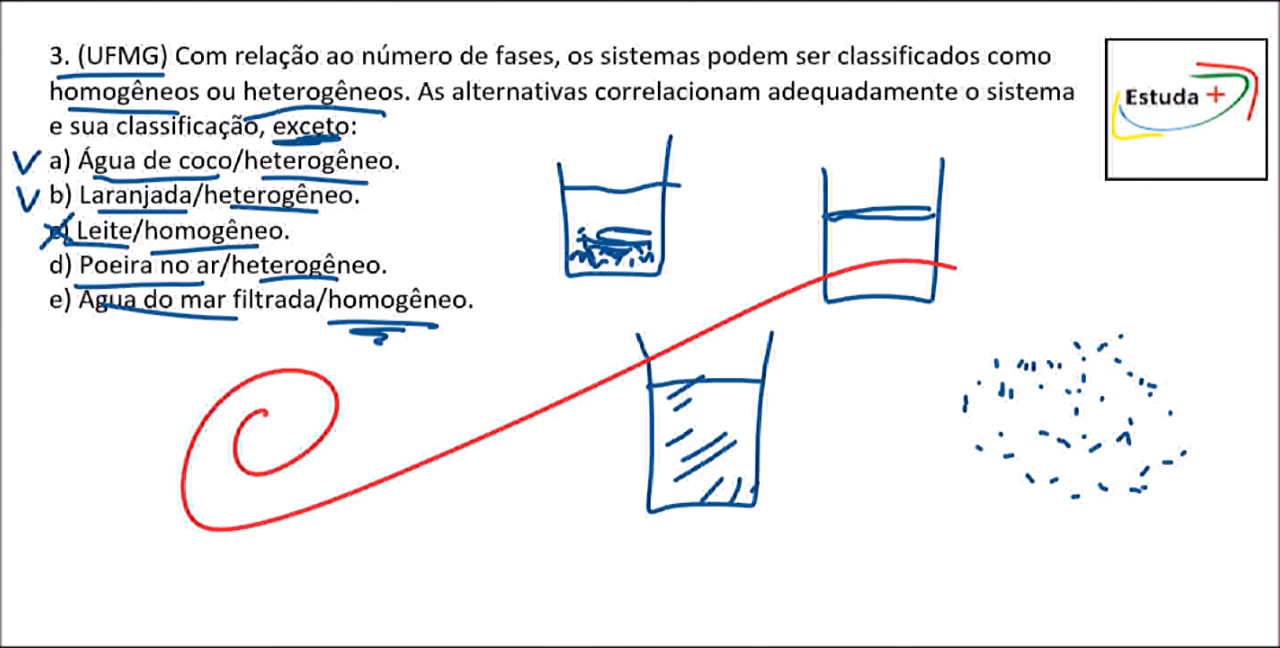 3. (UFMG) Com relação ao número de fases, os sistemas podem ser classificados como
homogêneos ou heterogêneos. As alternativas correlacionam adequadamente o sistema
e sua classificação, exceto:
a) Água de coco/heterogêneo.
b) Laranjada/heterogêneo.
c) Leite/homogêneo.
d) Poeira no ar/heterogêneo.
e) Água do mar filtrada/homogêneo.
Estuda +